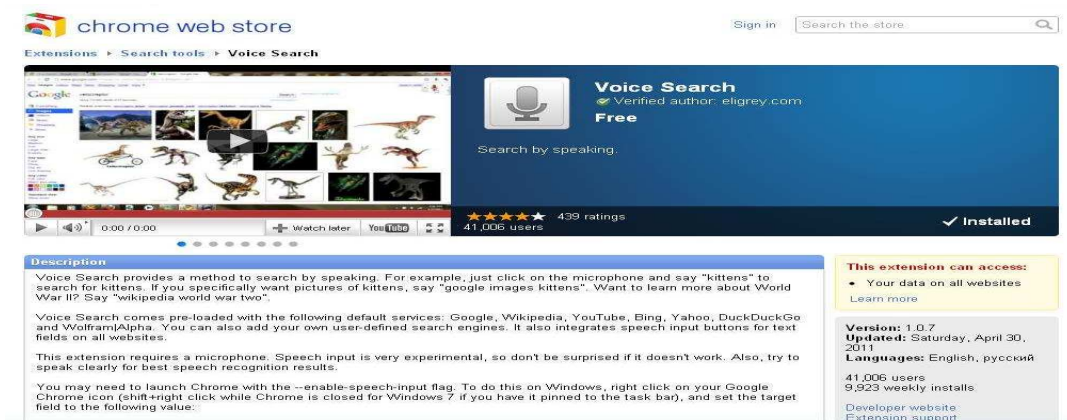 chrome web store
Sign in
Search the store
Extensions ▸ Search tools ▸ Voice Search
Google
Voice Search
Verified author: eligrey.com
Free
Search by speaking.
439 ratings
41,006 users
Installed
0:00 / 0:00
Watch later
YouTube
Description
Voice Search provides a method to search by speaking. For example, just click on the microphone and say "kittens" to
search for kittens. If you specifically want pictures of kittens, say "google images kittens". Want to learn more about World
War II? Say "wikipedia world war two".
Voice Search comes pre-loaded with the following default services: Google, Wikipedia, YouTube, Bing, Yahoo, DuckDuckGo
and Wolfram|Alpha. You can also add your own user-defined search engines. It also integrates speech input buttons for text
fields on all websites.
This extension requires a microphone. Speech input is very experimental, so don't be surprised if it doesn't work. Also, try to
speak clearly for best speech recognition results.
You may need to launch Chrome with the --enable-speech-input flag. To do this on Windows, right click on your Google
Chrome icon (shift+right click while Chrome is closed for Windows 7 if you have it pinned to the task bar), and set the target
field to the following value:
This extension can access:
• Your data on all websites
Learn more
Version: 1.0.7
Updated: Saturday, April 30,
2011
Languages: English, русский
41,006 users
9,923 weekly installs
Developer website
Extension support